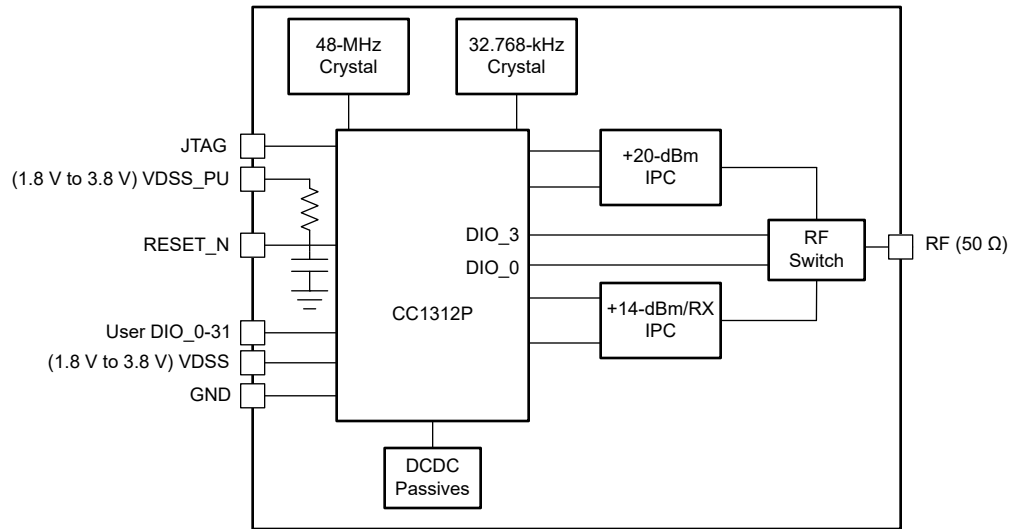 48-MHz
Crystal
32.768-kHz
Crystal
JTAG
(1.8 V to 3.8 V) VDSS_PU
RESET_N
User DIO_0-31
(1.8 V to 3.8 V) VDSS
GND
CC1312P
DIO_3
DIO_0
+20-dBm
IPC
+14-dBm/RX
IPC
RF
Switch
RF (50 Ω)
DCDC
Passives